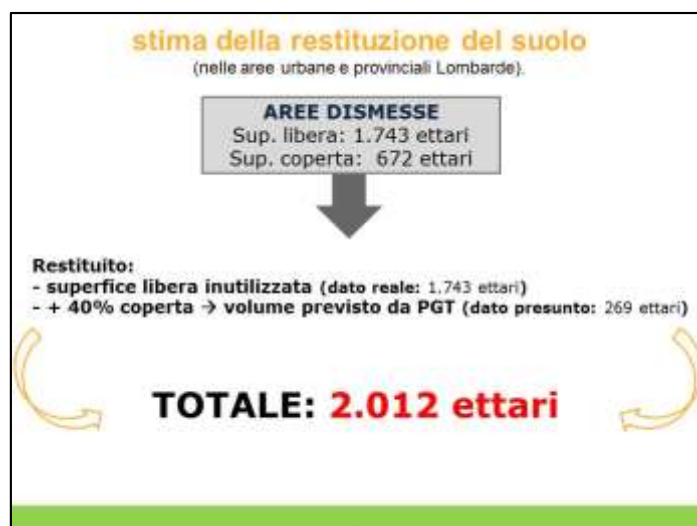 stima della restituzione del suolo
(nelle aree urbane e provinciali Lombarde).
AREE DISMESSE
Sup. libera: 1.743 ettari
Sup. coperta: 672 ettari
Restituito:
- superfice libera inutilizzata (dato reale: 1.743 ettari)
- + 40% coperta → volume previsto da PGT (dato presunto: 269 ettari)
TOTALE: 2.012 ettari